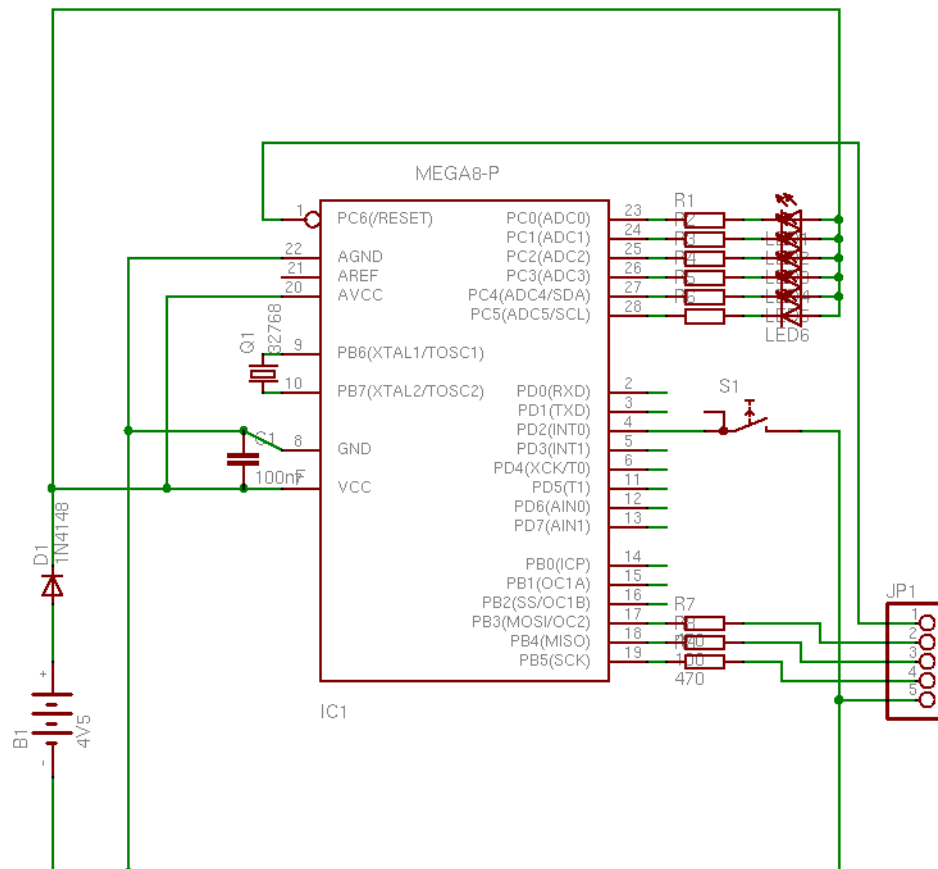 MEGA8-P
1
PC6(/RESET)
22
AGND
21
AREF
20
AVCC
9
PB6(XTAL1/TOSC1)
10
PB7(XTAL2/TOSC2)
8
GND
VCC
PC0(ADC0)
23
PC1(ADC1)
24
PC2(ADC2)
25
PC3(ADC3)
26
PC4(ADC4/SDA)
27
PC5(ADC5/SCL)
28
PD0(RXD)
2
PD1(TXD)
3
PD2(INT0)
4
PD3(INT1)
5
PD4(XCK/T0)
6
PD5(T1)
11
PD6(AIN0)
12
PD7(AIN1)
13
PB0(ICP)
14
PB1(OC1A)
15
PB2(SS/OC1B)
16
PB3(MOSI/OC2)
17
PB4(MISO)
18
PB5(SCK)
19
IC1
Q1
32768
C1
100nF
D1
1N4148
+
B1
4V5
-
R1
LED6
S1
R7
470
JP1
1
2
3
4
5